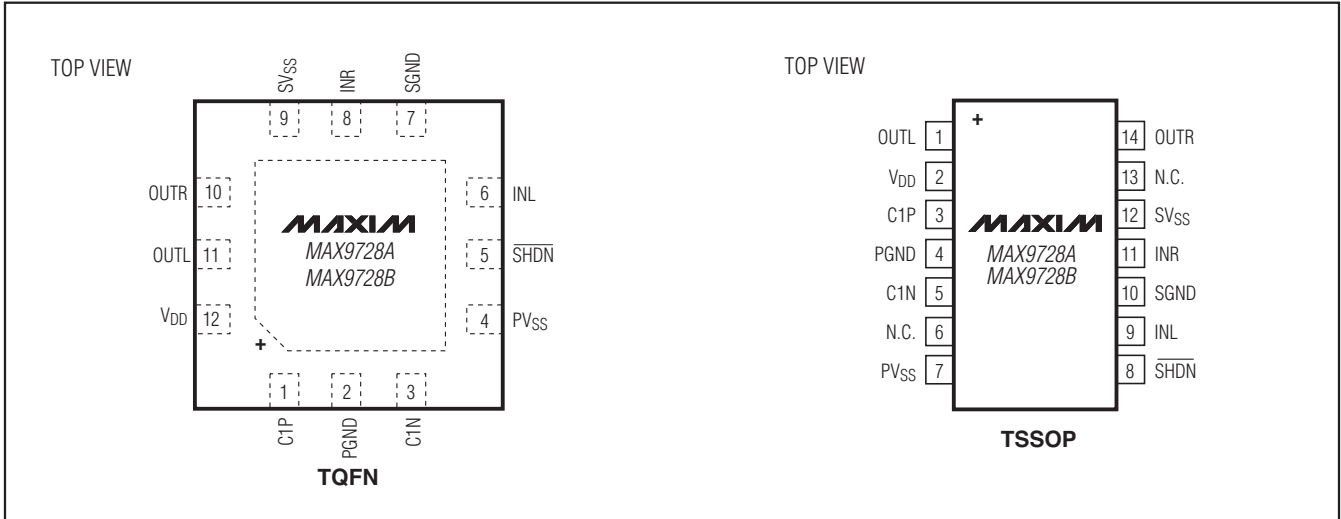 TOP VIEW
SVSS
INR
SGND
9
8
7
OUTR 10
OUTL 11
VDD 12
6 INL
5 SHDN
4 PVSS
MAXIM
MAX9728A
MAX9728B
+
1
2
3
C1P
PGND
C1N
TQFN
TOP VIEW
+
OUTL 1
VDD 2
C1P 3
PGND 4
C1N 5
N.C. 6
PVSS 7
MAXIM
MAX9728A
MAX9728B
14 OUTR
13 N.C.
12 SVSS
11 INR
10 SGND
9 INL
8 SHDN
TSSOP